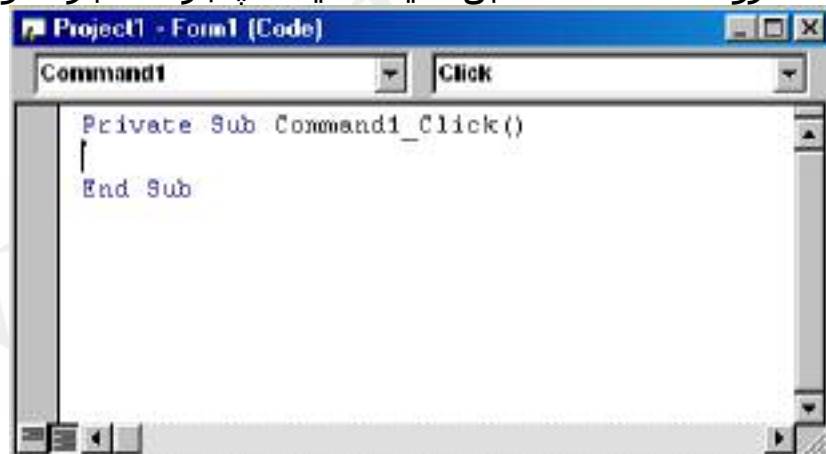 Project1 - Form1 (Code)
Command1 Click
Private Sub Command1_Click()
End Sub